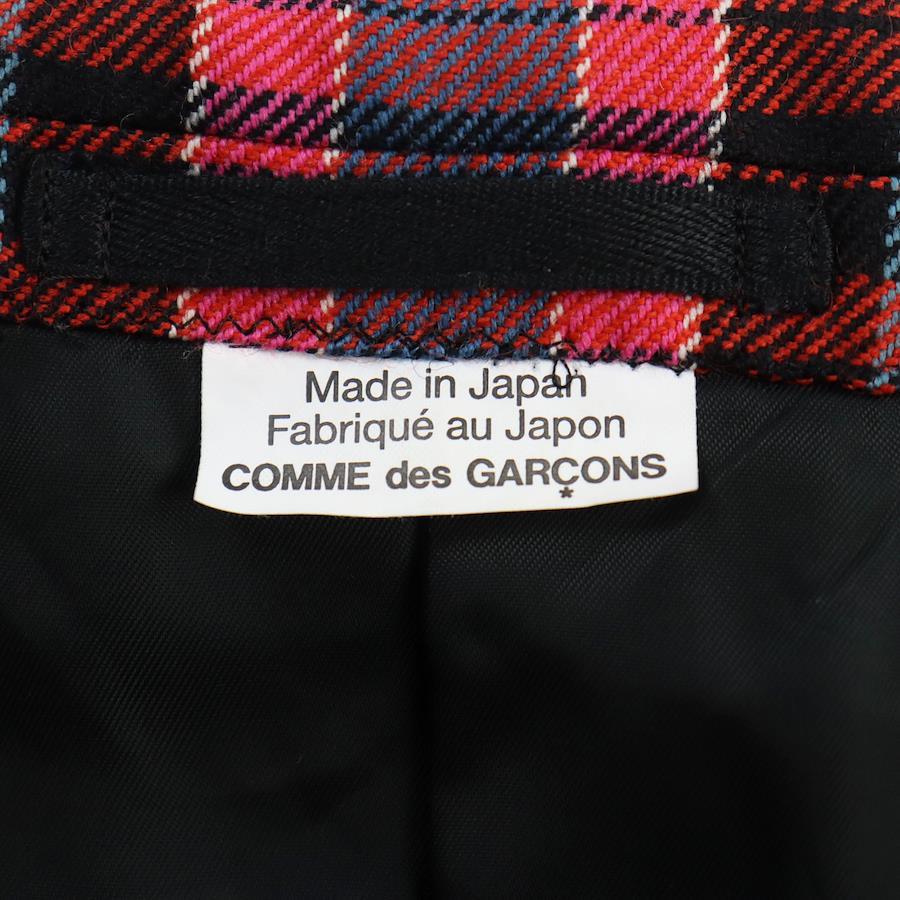 Made in Japan
Fabriqué au Japon
COMME des GARÇONS
*